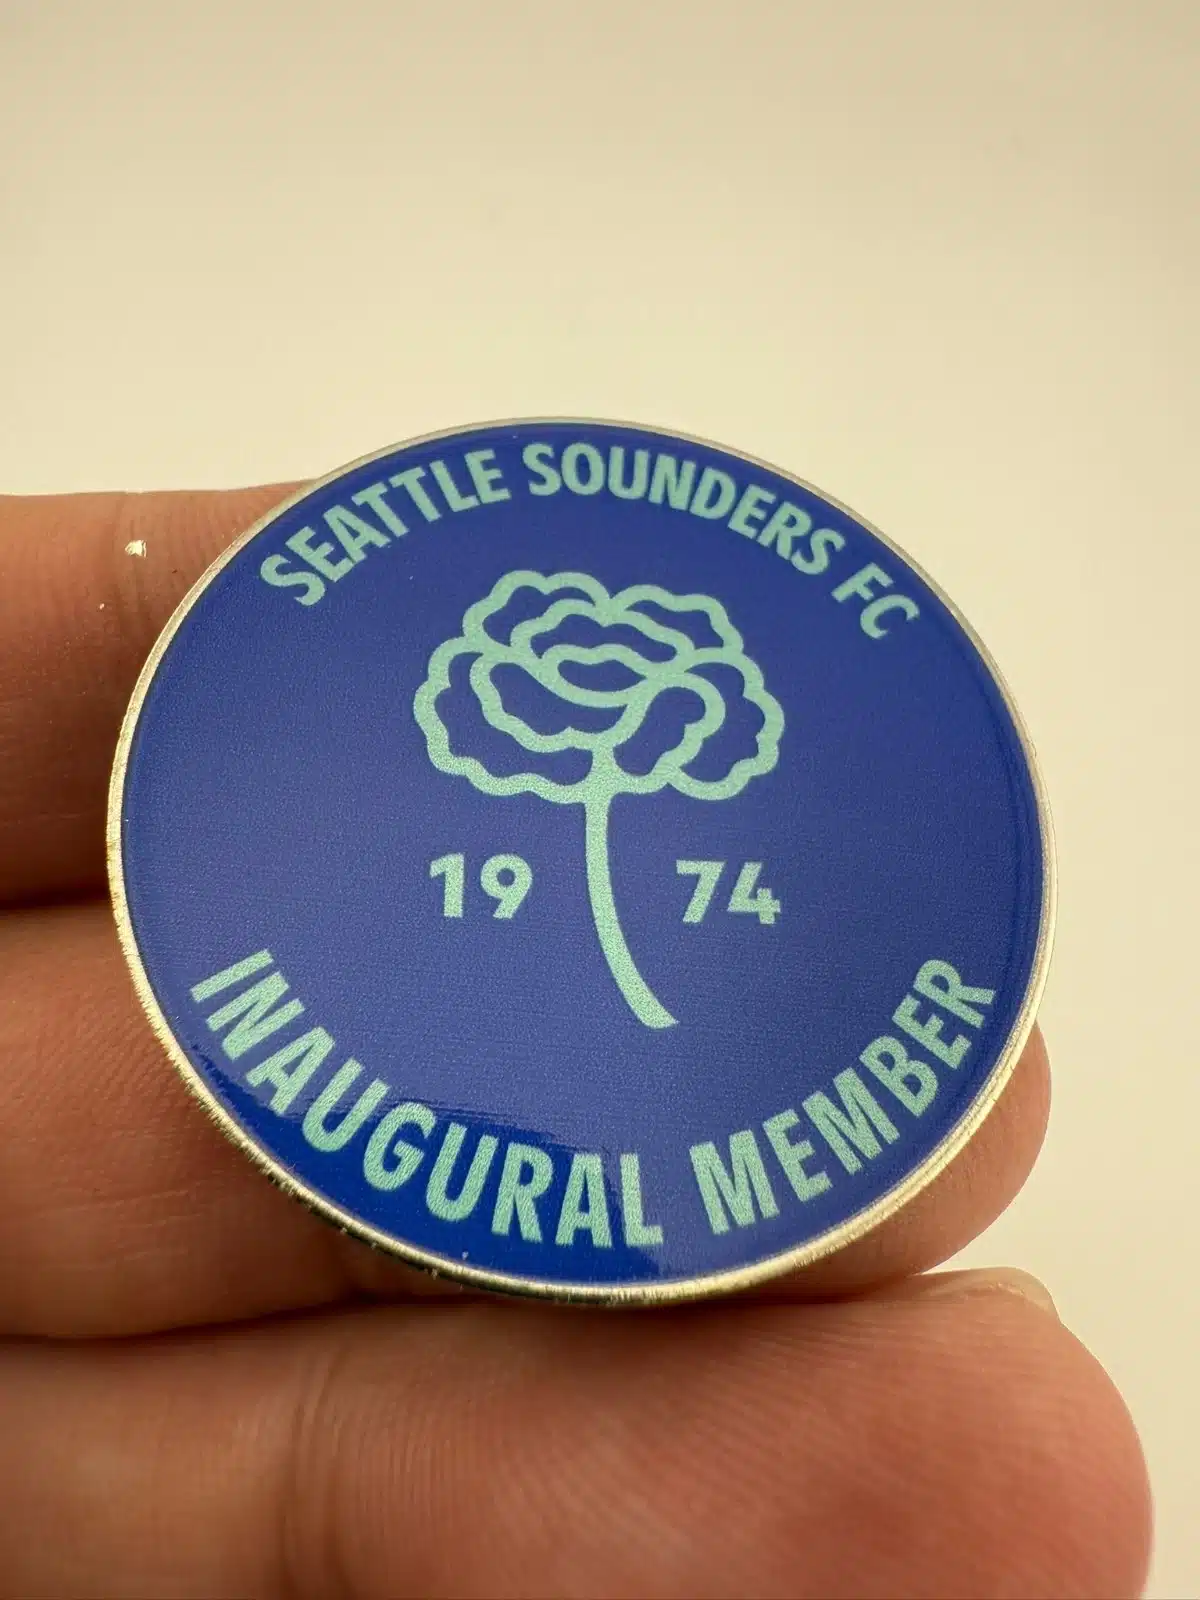 SEATTLE SOUNDERS FC
19 74
INAUGURAL MEMBER